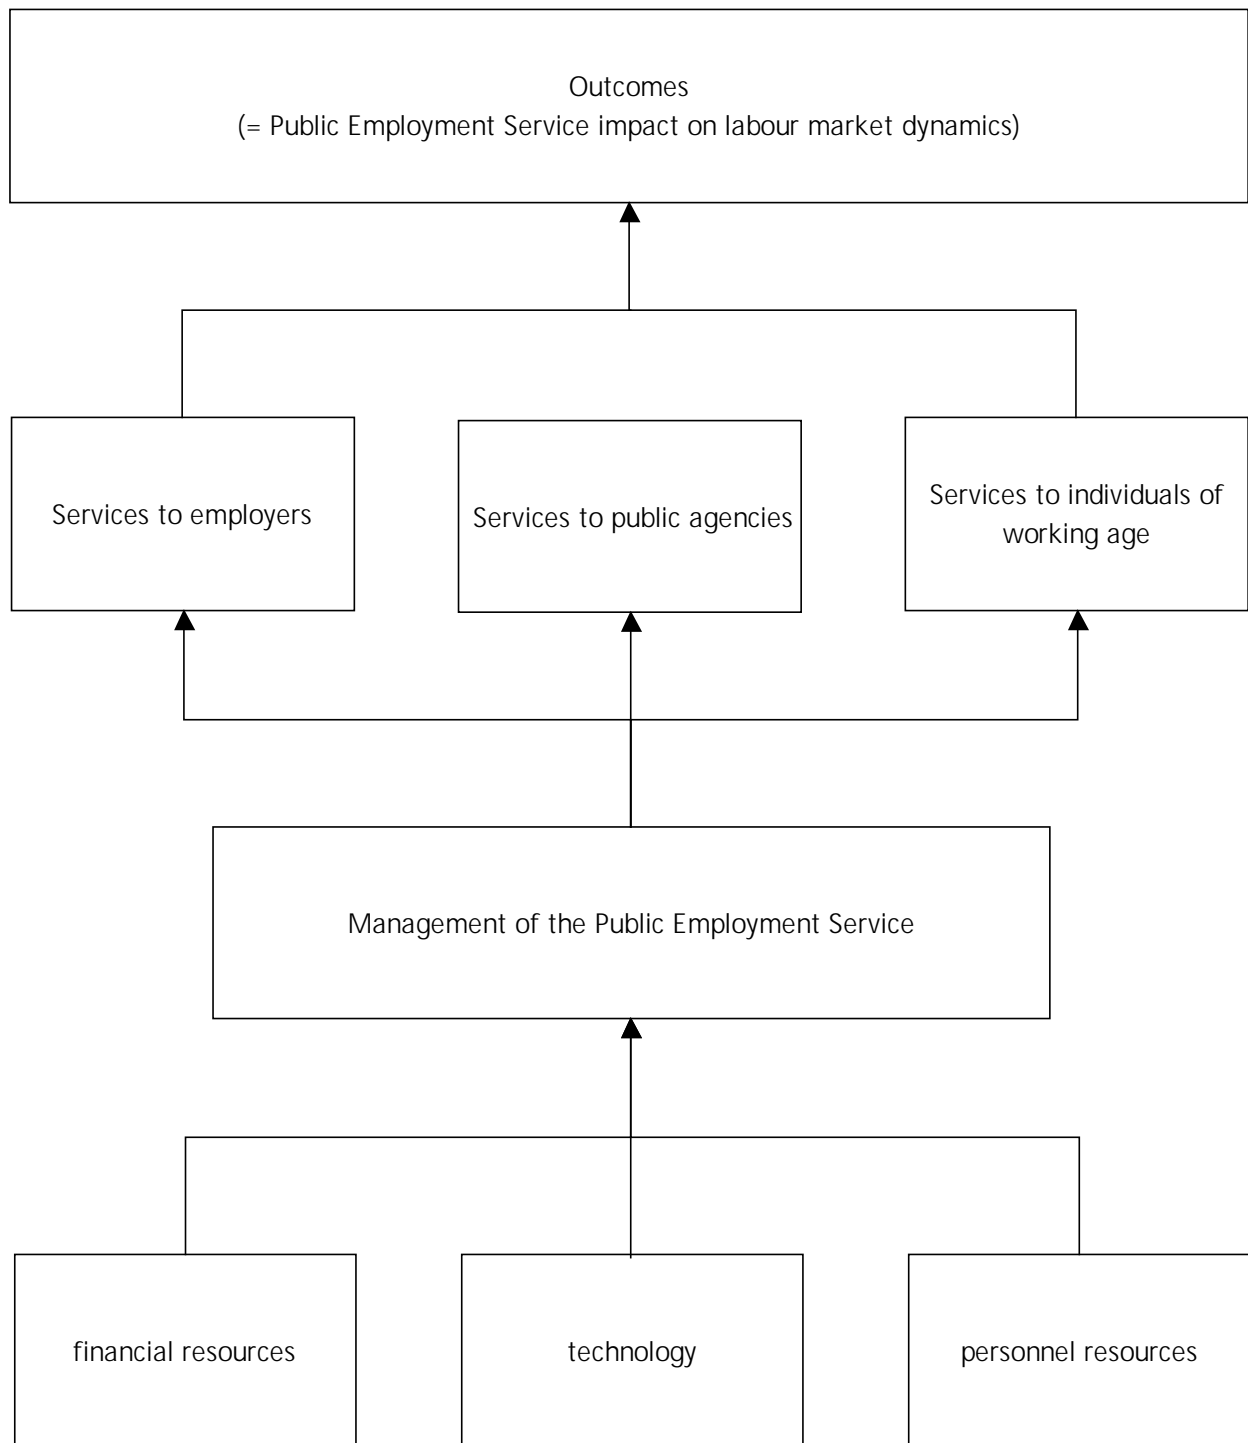 Outcomes
(= Public Employment Service impact on labour market dynamics)
Services to employers
Services to public agencies
Services to individuals of
working age
Management of the Public Employment Service
financial resources
technology
personnel resources